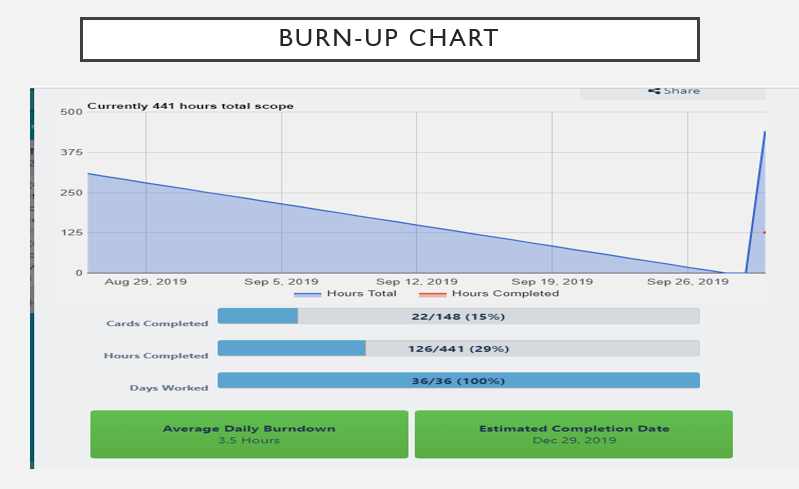 BURN-UP CHART
Share
Currently 441 hours total scope
500
375
250
125
0
Aug 29, 2019 Sep 5, 2019 Sep 12, 2019 Sep 19, 2019 Sep 26, 2019
Hours Total Hours Completed
Cards Completed 22/148 (15%)
Hours Completed 126/441 (29%)
Days Worked 36/36 (100%)
Average Daily Burndown Estimated Completion Date
3.5 Hours Dec 29, 2019